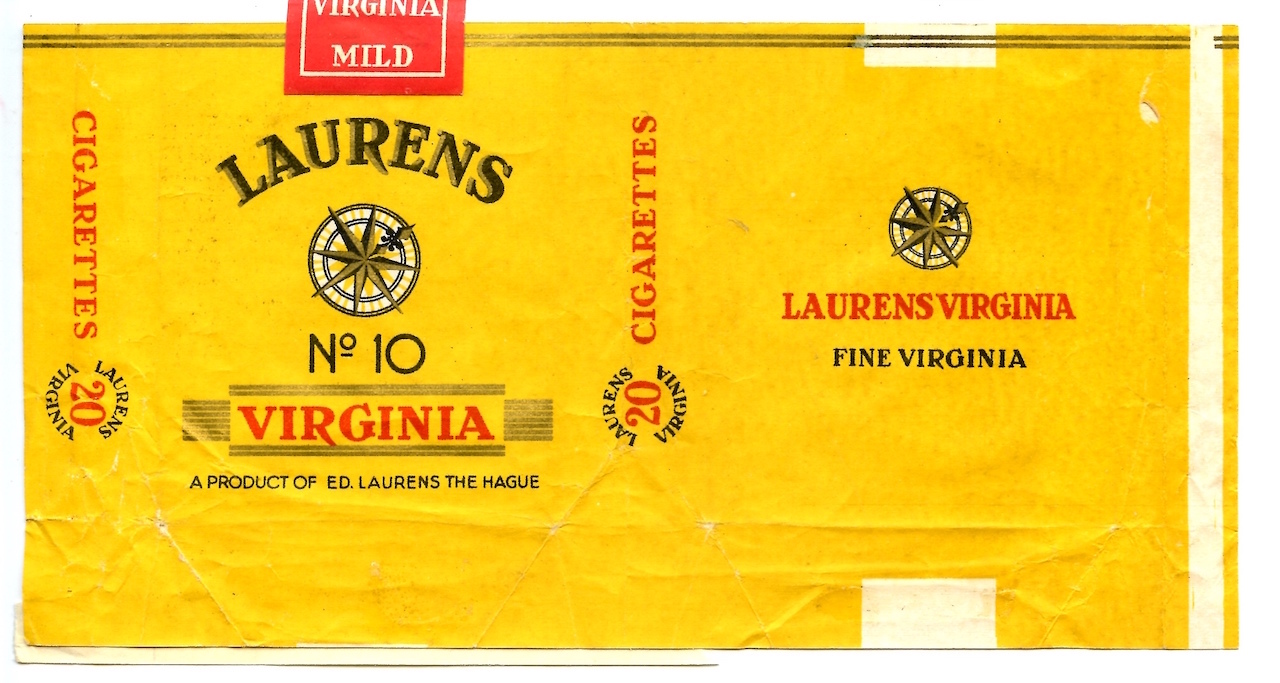 VIRGINIA
MILD
CIGARETTES
LAURENS
20
VIRGINIA
LAURENS
Nº 10
VIRGINIA
A PRODUCT OF ED. LAURENS THE HAGUE
CIGARETTES
LAURENS
20
VIRGINIA
LAURENS VIRGINIA
FINE VIRGINIA